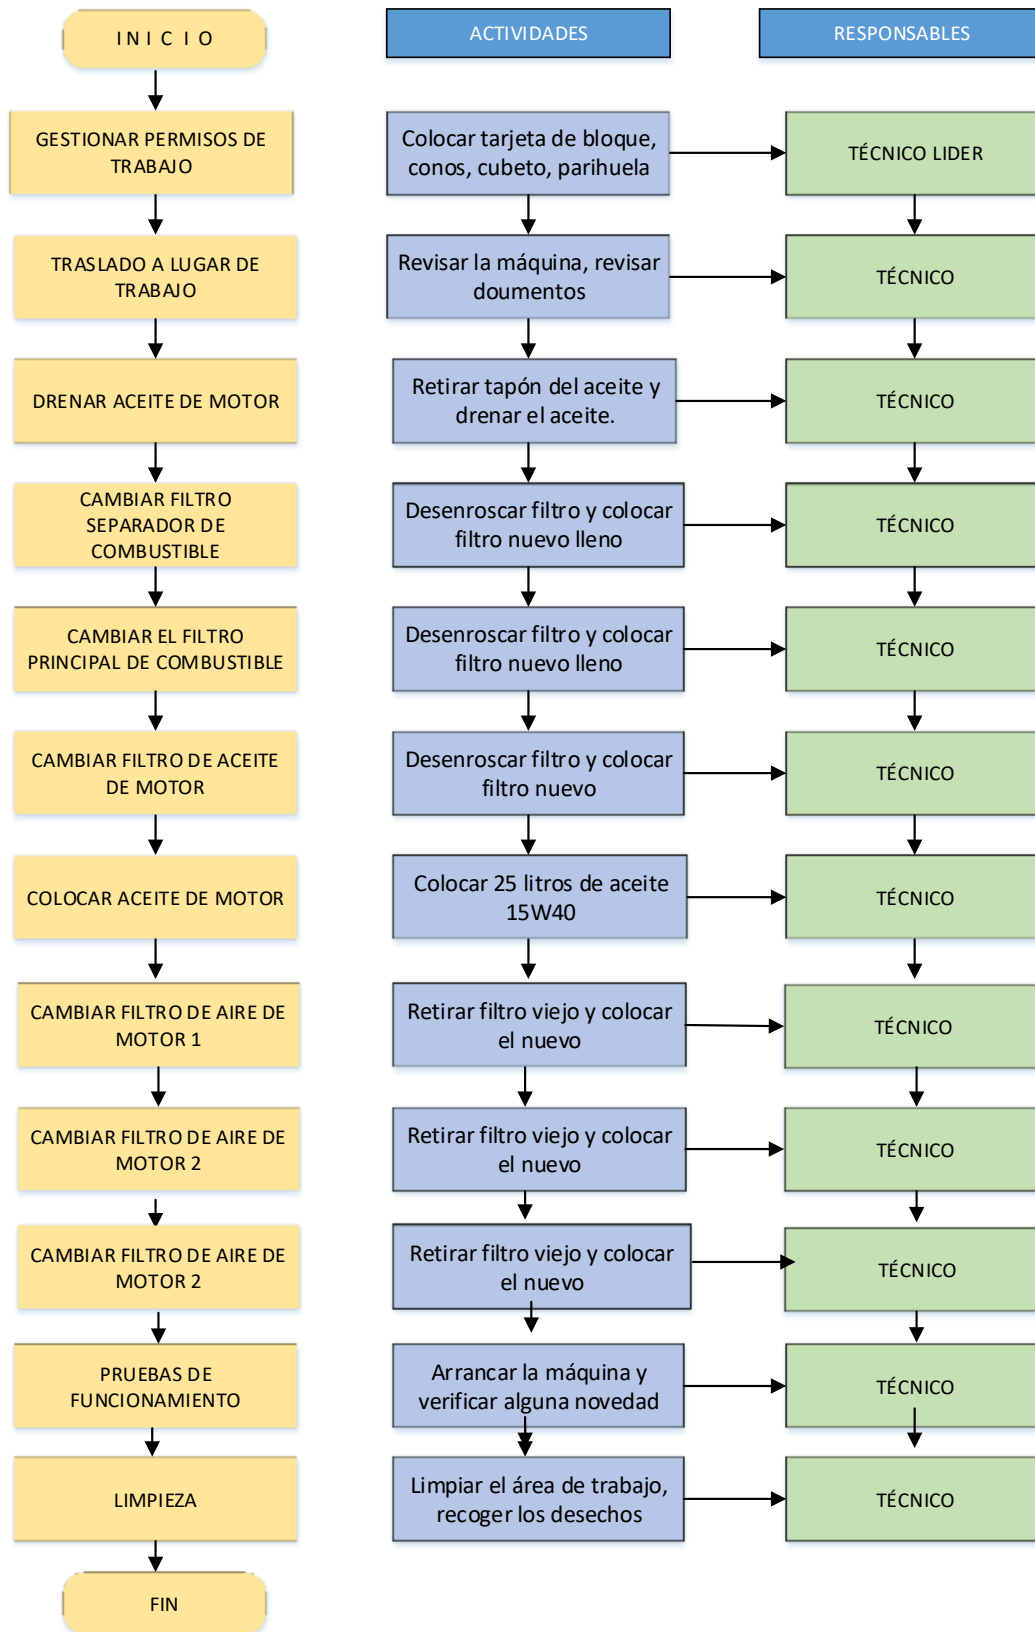 I N I C I O
ACTIVIDADES
RESPONSABLES
GESTIONAR PERMISOS DE
TRABAJO
Colocar tarjeta de bloque,
conos, cubeto, parihuela
TÉCNICO LIDER
TRASLADO A LUGAR DE
TRABAJO
Revisar la máquina, revisar
doumentos
TÉCNICO
DRENAR ACEITE DE MOTOR
Retirar tapón del aceite y
drenar el aceite.
TÉCNICO
CAMBIAR FILTRO
SEPARADOR DE
COMBUSTIBLE
Desenroscar filtro y colocar
filtro nuevo lleno
TÉCNICO
CAMBIAR EL FILTRO
PRINCIPAL DE COMBUSTIBLE
Desenroscar filtro y colocar
filtro nuevo lleno
TÉCNICO
CAMBIAR FILTRO DE ACEITE
DE MOTOR
Desenroscar filtro y colocar
filtro nuevo
TÉCNICO
COLOCAR ACEITE DE MOTOR
Colocar 25 litros de aceite
15W40
TÉCNICO
CAMBIAR FILTRO DE AIRE DE
MOTOR 1
Retirar filtro viejo y colocar
el nuevo
TÉCNICO
CAMBIAR FILTRO DE AIRE DE
MOTOR 2
Retirar filtro viejo y colocar
el nuevo
TÉCNICO
CAMBIAR FILTRO DE AIRE DE
MOTOR 2
Retirar filtro viejo y colocar
el nuevo
TÉCNICO
PRUEBAS DE
FUNCIONAMIENTO
Arrancar la máquina y
verificar alguna novedad
TÉCNICO
LIMPIEZA
Limpiar el área de trabajo,
recoger los desechos
TÉCNICO
FIN